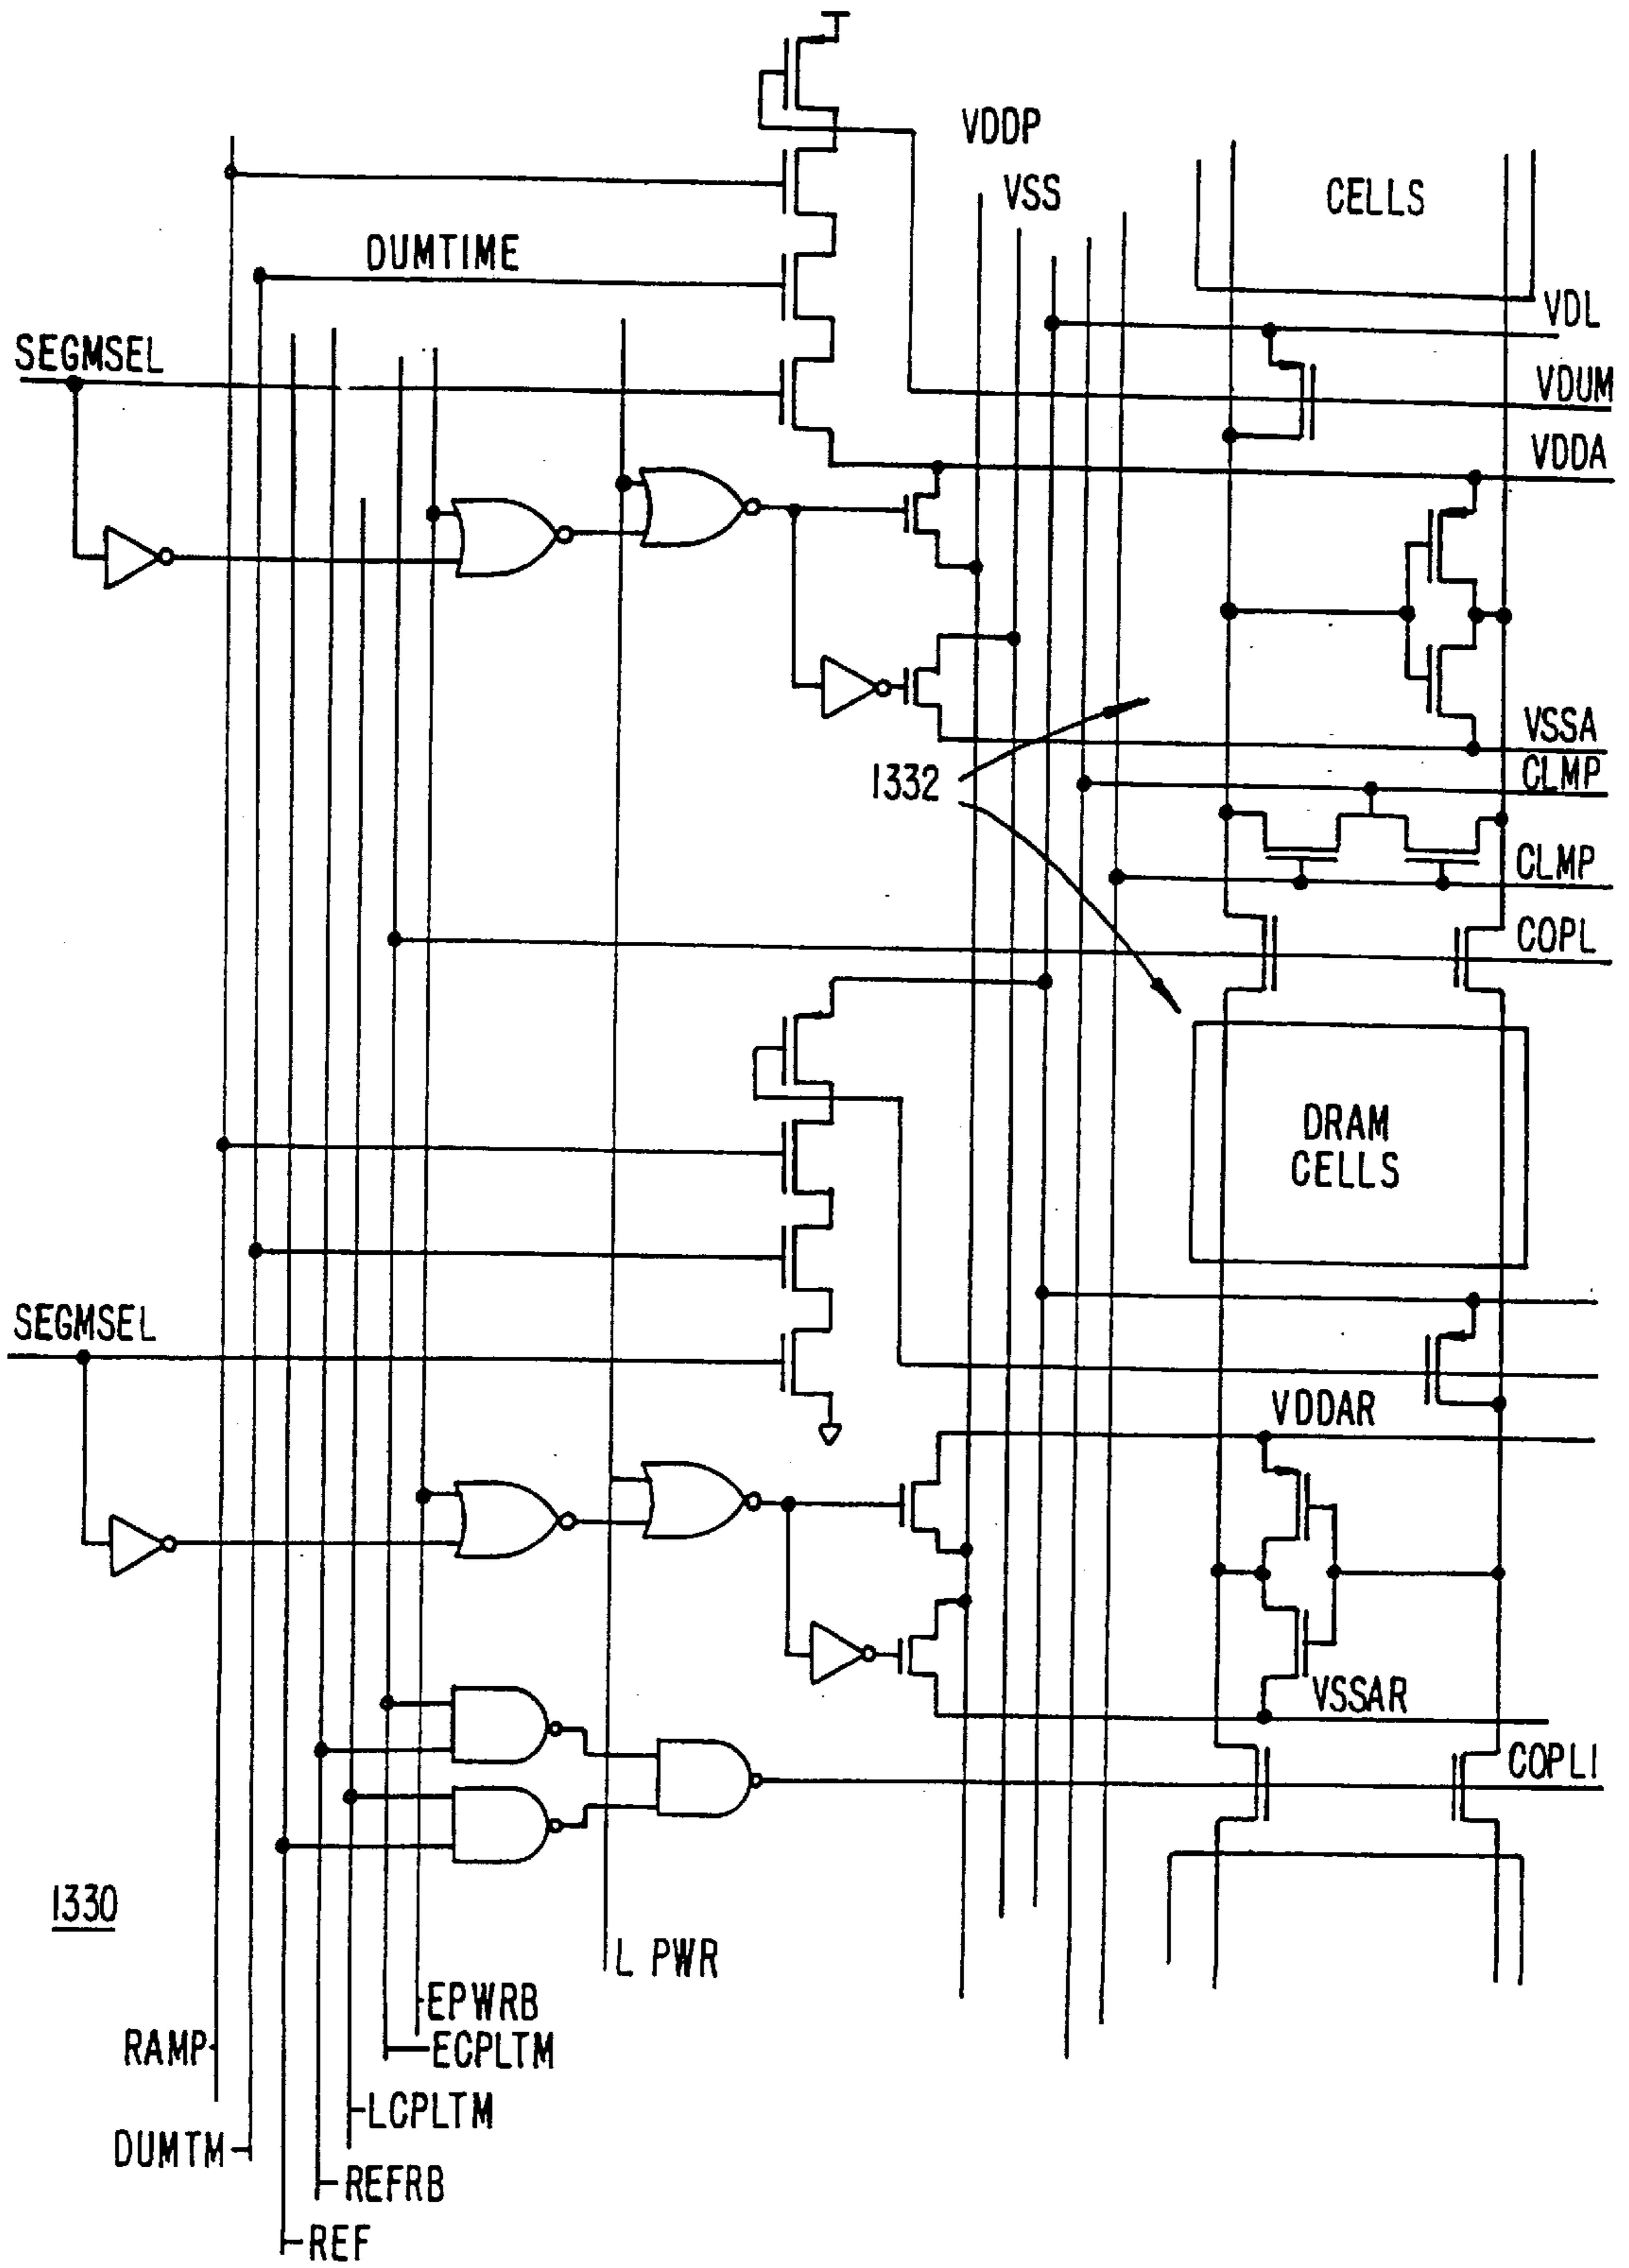 VDDP
VSS
CELLS
DUMTIME
VDL
SEGMSEL
VDUM
VDDA
VSSA
1332
CLMP
CLMP
COPL
DRAM
CELLS
SEGMSEL
VDDAR
VSSAR
COPL1
1330
L PWR
EPWRB
RAMP
ECPLTM
LCPLTM
DUMTM
REFRB
REF